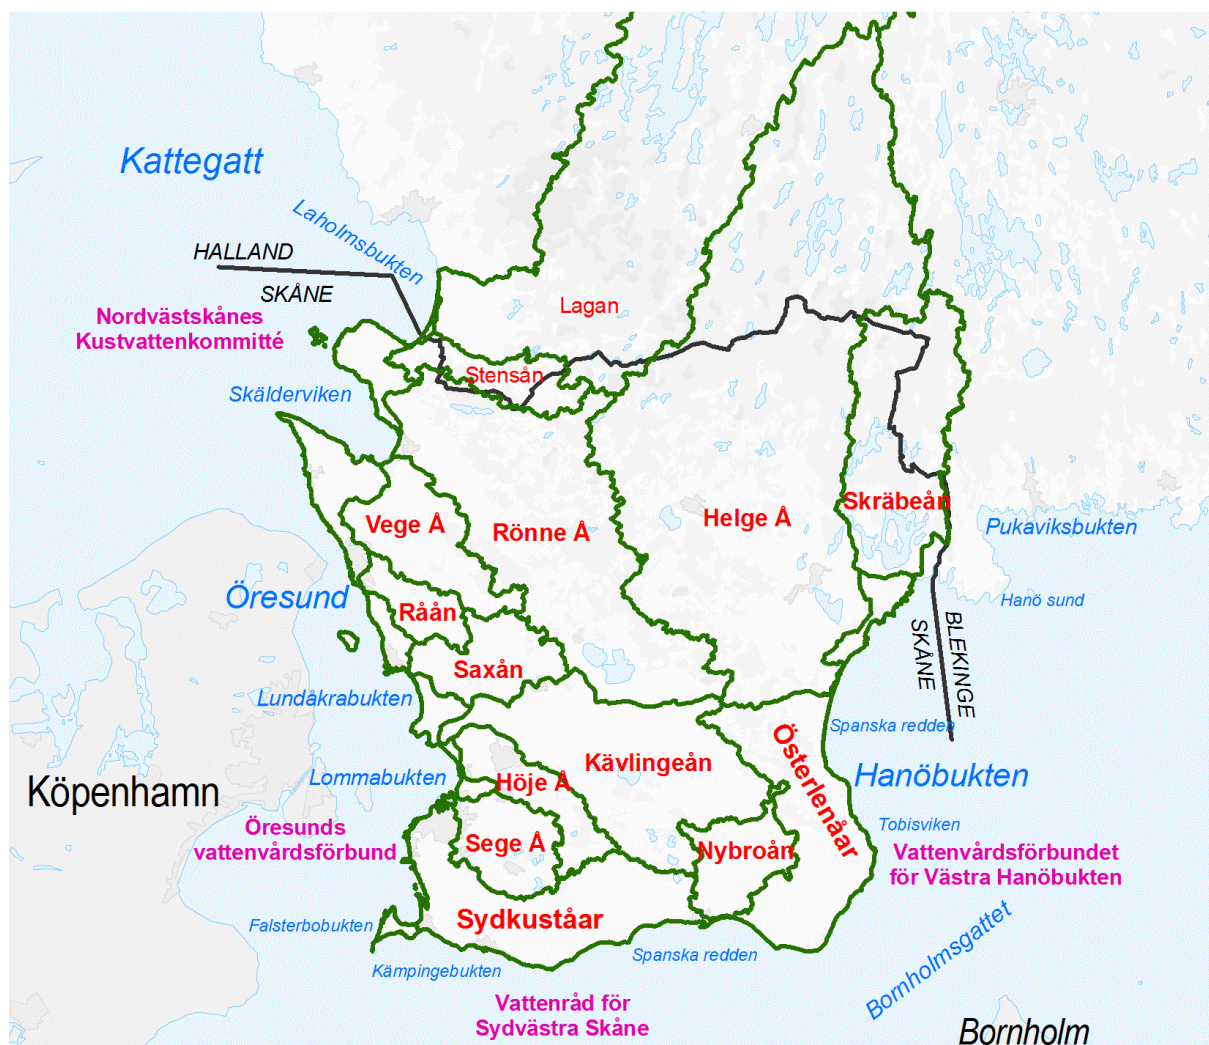 Kattegatt
Laholmsbukten
HALLAND
SKÅNE
Nordvästskånes
Kustvattenkommitté
Lagan
Stensån
Skälderviken
Vege Å
Rönne Å
Helge Å
Skräbeån
Pukaviksbukten
Öresund
Råån
Hanö sund
BLEKINGE
SKÅNE
Saxån
Lundåkrabukten
Spanska redden
Österlenåar
Kävlingeån
Höje Å
Lommabukten
Hanöbukten
Köpenhamn
Öresunds
vattenvårdsförbund
Sege Å
Nybroån
Tobisviken
Vattenvårdsförbundet
för Västra Hanöbukten
Sydkuståar
Falsterbobukten
Kämpingebukten
Spanska redden
Bornholmsgattet
Vattenråd för
Sydvästra Skåne
Bornholm